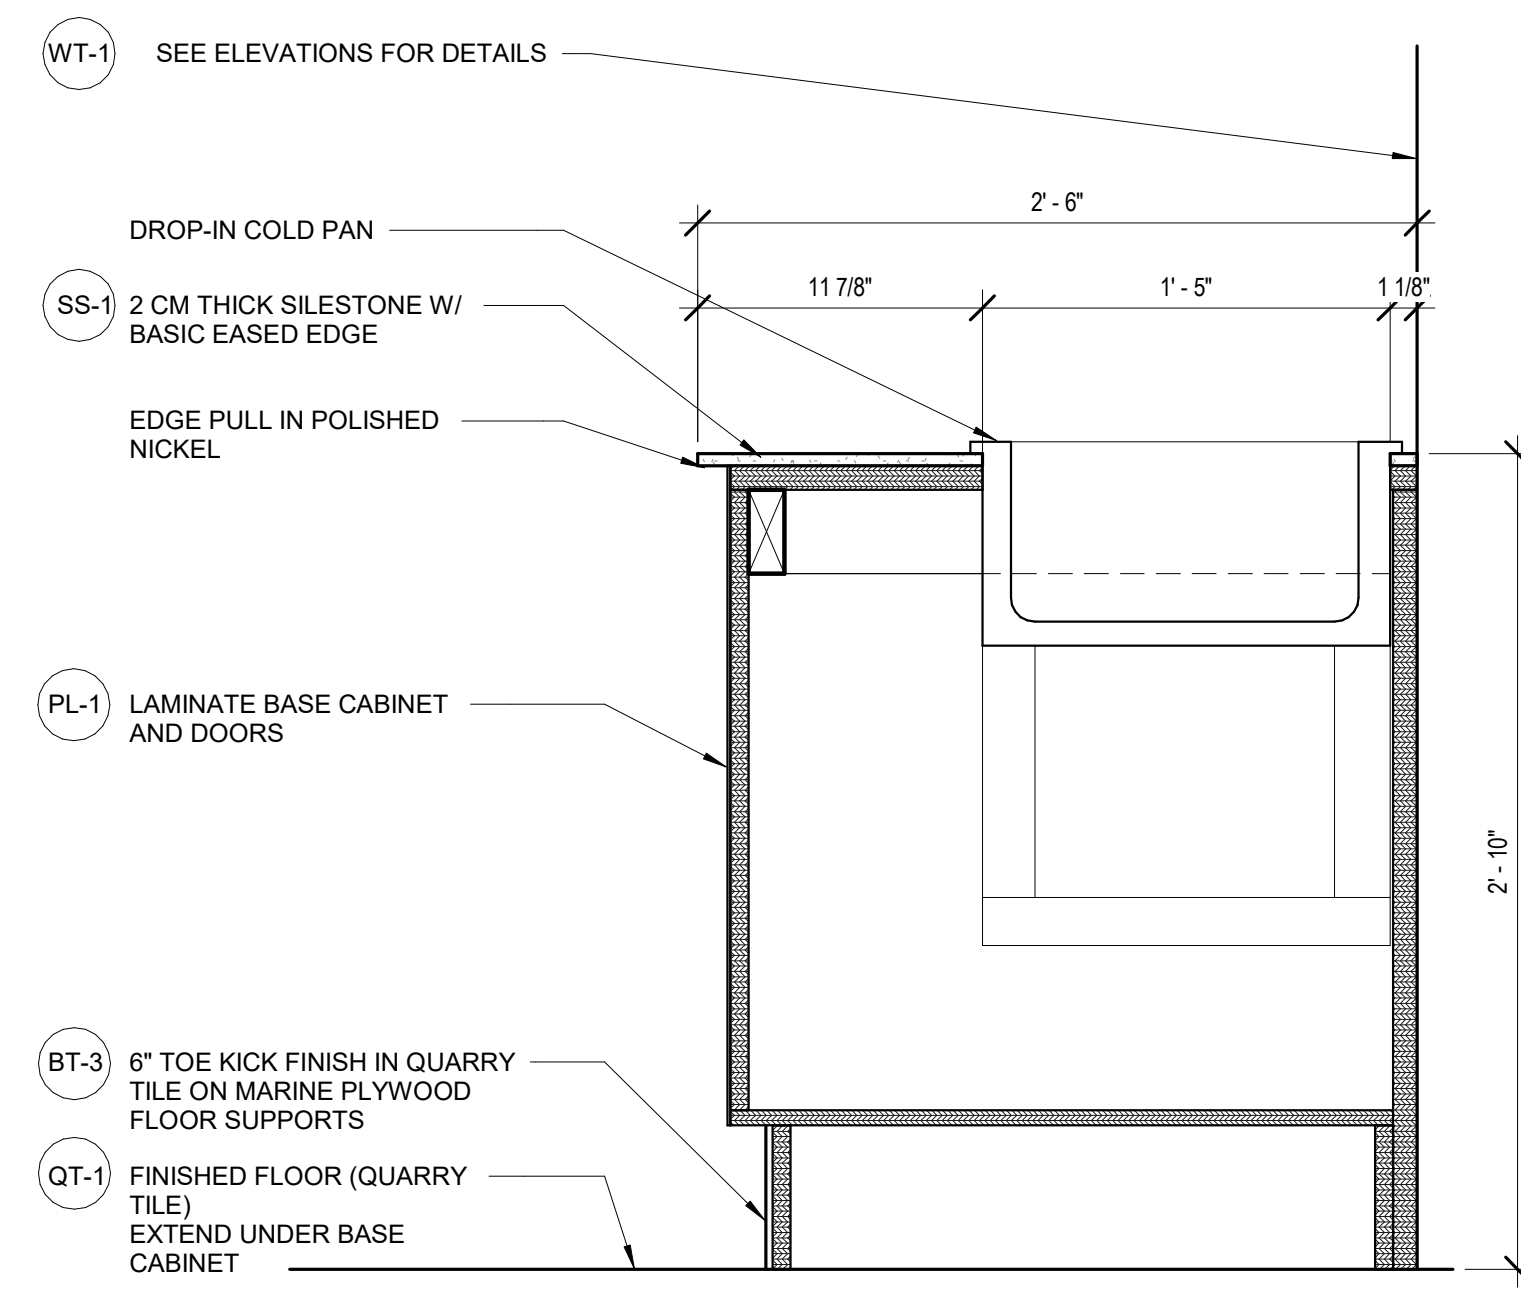 WT-1 SEE ELEVATIONS FOR DETAILS
2' - 6"
DROP-IN COLD PAN
11 7/8" 1' - 5" 1 1/8"
SS-1 2 CM THICK SILESTONE W/
BASIC EASED EDGE
EDGE PULL IN POLISHED
NICKEL
PL-1 LAMINATE BASE CABINET
AND DOORS
2' - 10"
BT-3 6" TOE KICK FINISH IN QUARRY
TILE ON MARINE PLYWOOD
FLOOR SUPPORTS
QT-1 FINISHED FLOOR (QUARRY
TILE)
EXTEND UNDER BASE
CABINET